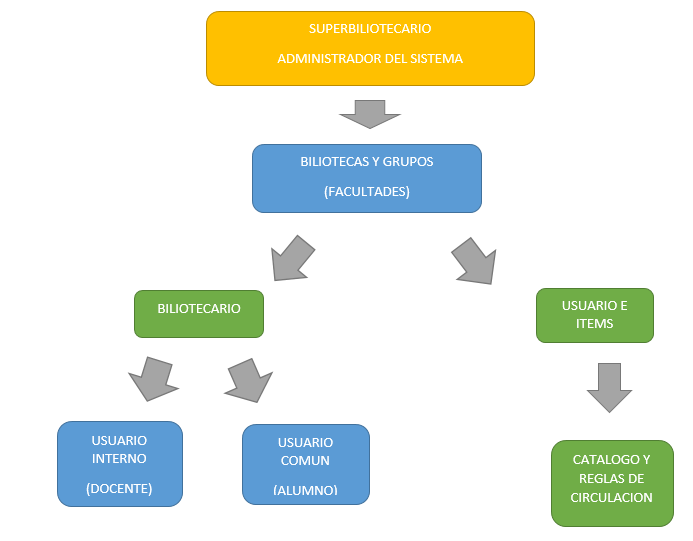 SUPERBILIOTECARIO
ADMINISTRADOR DEL SISTEMA
BILIOTECAS Y GRUPOS
(FACULTADES)
BILIOTECARIO
USUARIO E
ITEMS
USUARIO
INTERNO
(DOCENTE)
USUARIO
COMUN
(ALUMNO)
CATALOGO Y
REGLAS DE
CIRCULACION